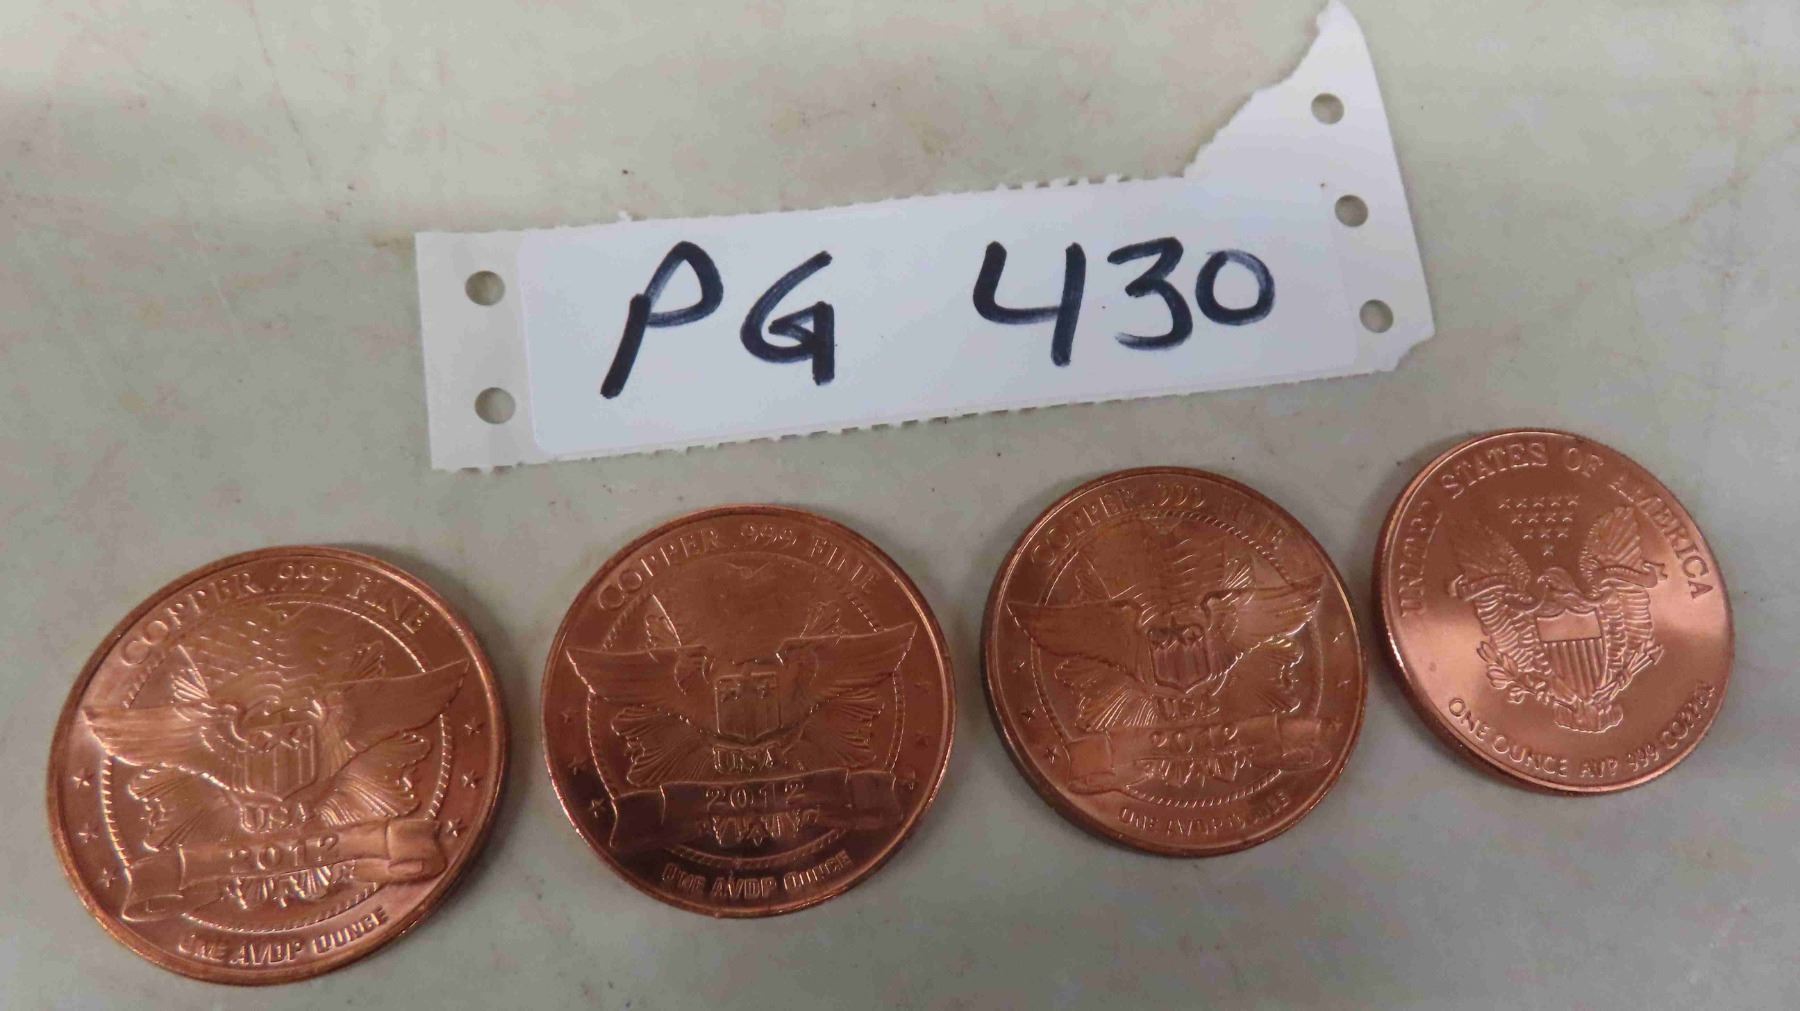 PG 430
COPPER .999 FINE
USA
2012
ONE AVDP OUNCE
COPPER .999 FINE
USA
2012
ONE AVDP OUNCE
COPPER .999 FINE
USA
2012
ONE AVDP OUNCE
UNITED STATES OF AMERICA
ONE OUNCE AVP 999 COPPER